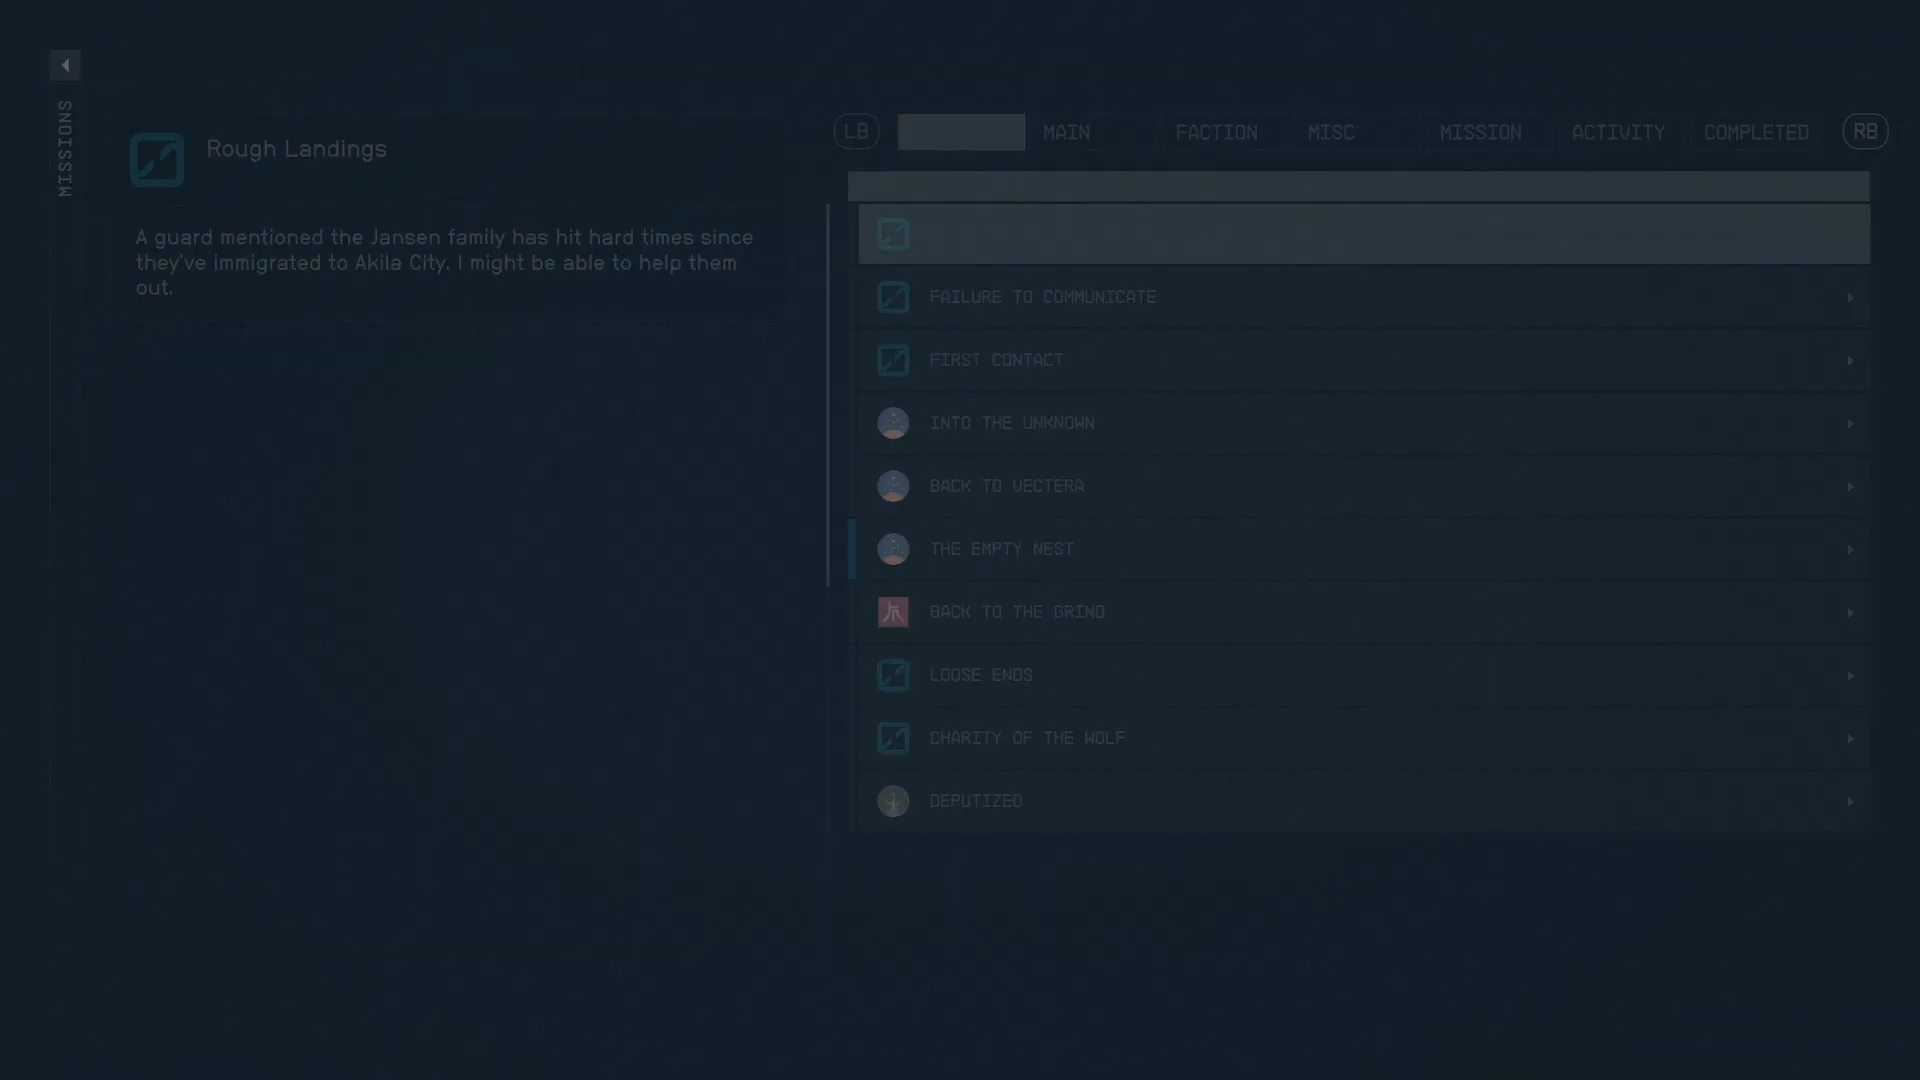 MISSIONS
Rough Landings
A guard mentioned the Jansen family has hit hard times since
they've immigrated to Akila City. I might be able to help them
out.
LB
MAIN
FACTION
MISC
MISSION
ACTIVITY
COMPLETED
RB
FAILURE TO COMMUNICATE
FIRST CONTACT
INTO THE UNKNOWN
BACK TO VECTERA
THE EMPTY NEST
BACK TO THE GRIND
LOOSE ENDS
CHARITY OF THE WOLF
DEPUTIZED